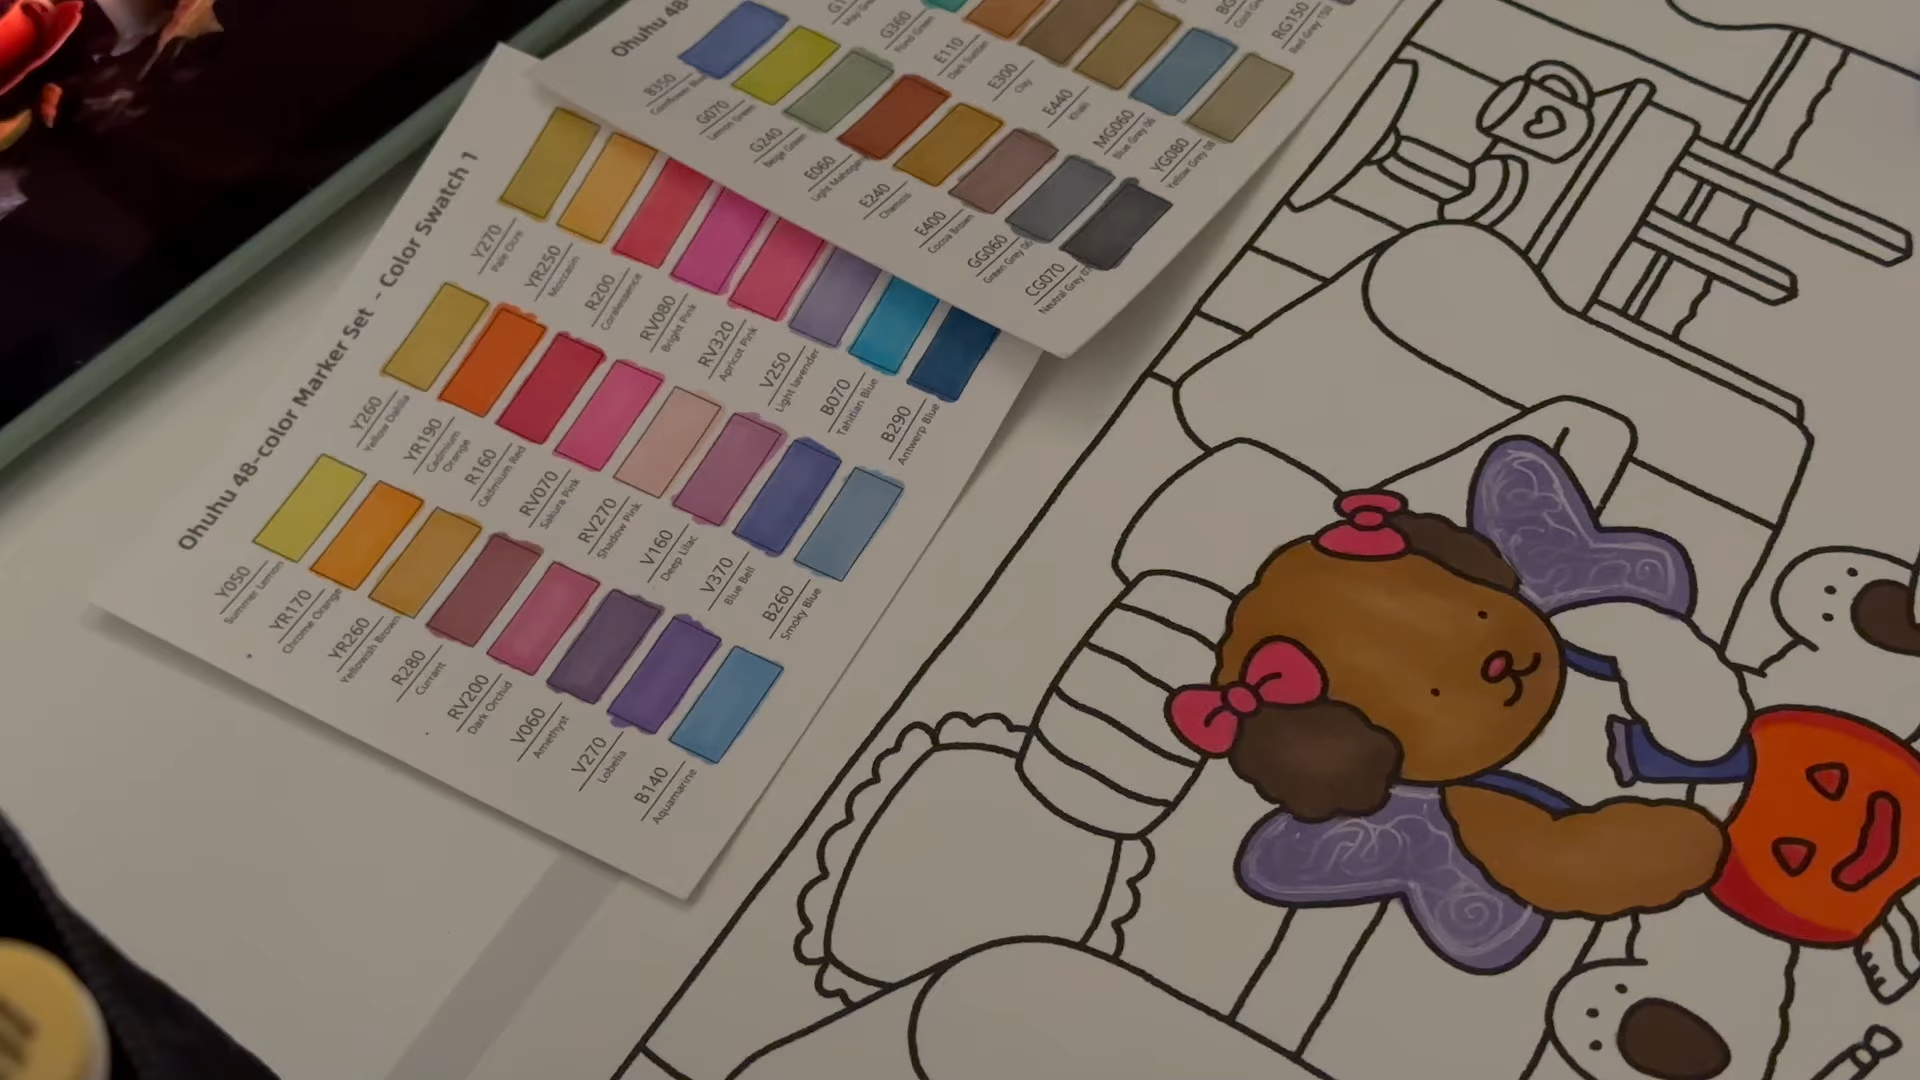 Ohuhu 48-
B350
G070
Lemon Green
G240
Beige Green
G360
E060
Light Mahogany
E110
E240
Chamois
E300
Clay
E400
Cocoa Brown
E440
Khaki
GG060
Green Grey 06
MG060
Blue Grey 06
CG070
Neutral Grey 07
YG080
Yellow Grey 08
RG150
Red Grey 150
Ohuhu 48-color Marker Set - Color Swatch 1
Y270
Pale Ocre
YR250
Moccasin
R200
Coralessence
RV080
Bright Pink
RV320
Apricot Pink
V250
Light lavender
B070
Tahitian Blue
B290
Antwerp Blue
Y260
Yellow Dahlia
YR190
Cadmium
Orange
R160
Cadmium Red
RV070
Sakura Pink
RV270
Shadow Pink
V160
Deep Lilac
V370
Blue Bell
B260
Smoky Blue
Y050
Summer Lemon
YR170
Chrome Orange
YR260
Yellowish Brown
R280
Currant
RV200
Dark Orchid
V060
Amethyst
V270
Lobelia
B140
Aquamarine